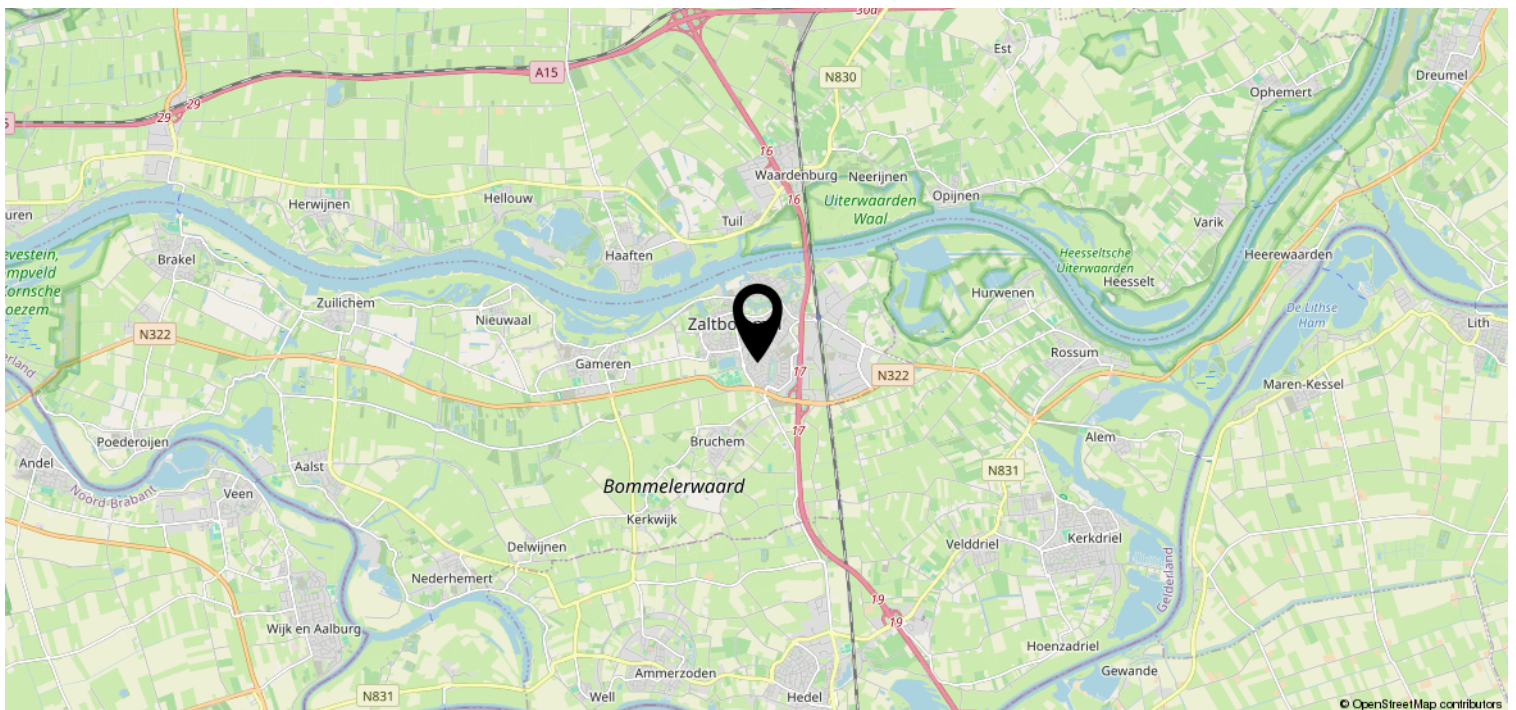 30a
Est
Dreumel
A15
N830
Ophemert
29
29
16
Waardenburg
Neerijnen
16
Opijnen
Herwijnen
Hellouw
Uiterwaarden
Waal
uren
Tuil
Varik
evestein,
Brakel
Haaften
Heesseltsche
Uiterwaarden
Heerewaarden
Heesselt
Zuilichem
Hurwenen
De Lithse
Ham
Nieuwaal
Lith
N322
Gameren
Rossum
17
N322
Maren-Kessel
17
Poederoijen
Bruchem
Alem
Andel
Aalst
N831
Noord-Brabant
Veen
Bommelerwaard
Kerkwijk
Kerkdriel
Velddriel
Delwijnen
Nederhemert
Gelderland
19
19
Wijk en Aalburg
Hoenzadriel
Ammerzoden
Gewande
N831
Well
Hedel
© OpenStreetMap contributors